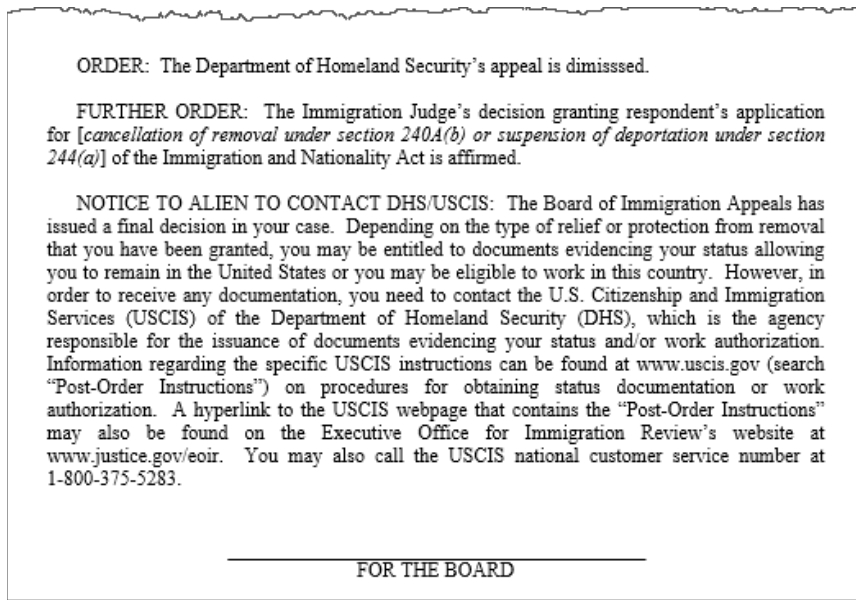 ORDER: The Department of Homeland Security's appeal is dimisssed.
FURTHER ORDER: The Immigration Judge's decision granting respondent's application
for [cancellation of removal under section 240A(b) or suspension of deportation under section
244(a)] of the Immigration and Nationality Act is affirmed.
NOTICE TO ALIEN TO CONTACT DHS/USCIS: The Board of Immigration Appeals has
issued a final decision in your case. Depending on the type of relief or protection from removal
that you have been granted, you may be entitled to documents evidencing your status allowing
you to remain in the United States or you may be eligible to work in this country. However, in
order to receive any documentation, you need to contact the U.S. Citizenship and Immigration
Services (USCIS) of the Department of Homeland Security (DHS), which is the agency
responsible for the issuance of documents evidencing your status and/or work authorization.
Information regarding the specific USCIS instructions can be found at www.uscis.gov (search
“Post-Order Instructions”) on procedures for obtaining status documentation or work
authorization. A hyperlink to the USCIS webpage that contains the “Post-Order Instructions”
may also be found on the Executive Office for Immigration Review's website at
www.justice.gov/eoir. You may also call the USCIS national customer service number at
1-800-375-5283.
FOR THE BOARD